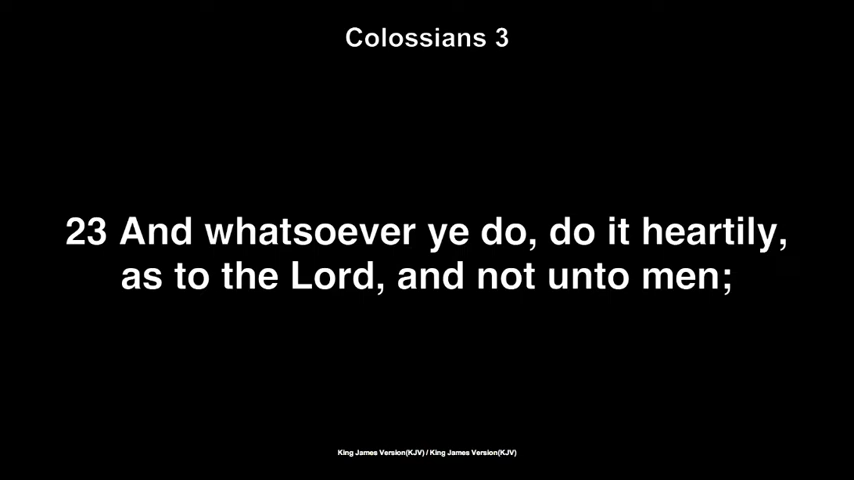 Colossians 3
23 And whatsoever ye do, do it heartily,
as to the Lord, and not unto men;
King James Version(KJV) / King James Version(KJV)